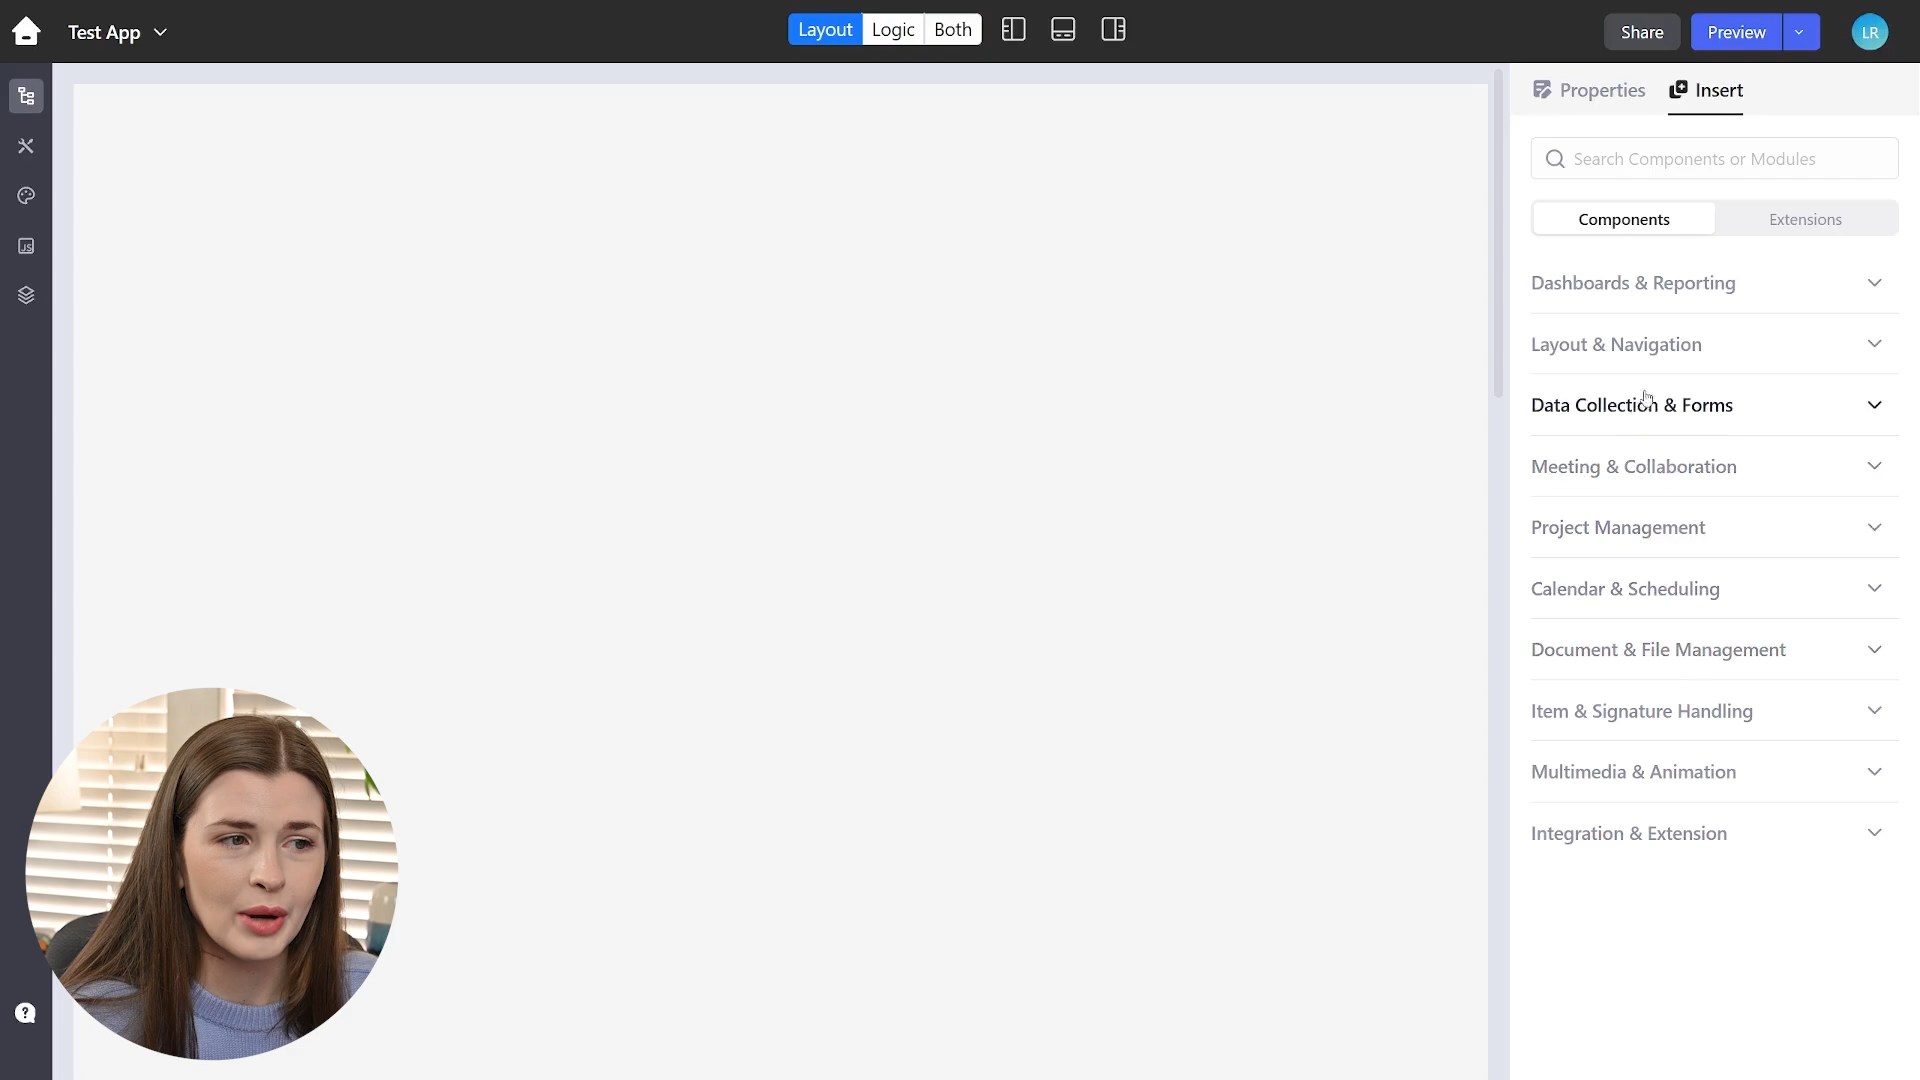 Test App
Layout Logic Both
Share Preview LR
Properties Insert
Search Components or Modules
Components Extensions
Dashboards & Reporting
Layout & Navigation
Data Collection & Forms
Meeting & Collaboration
Project Management
Calendar & Scheduling
Document & File Management
Item & Signature Handling
Multimedia & Animation
Integration & Extension
JS
?